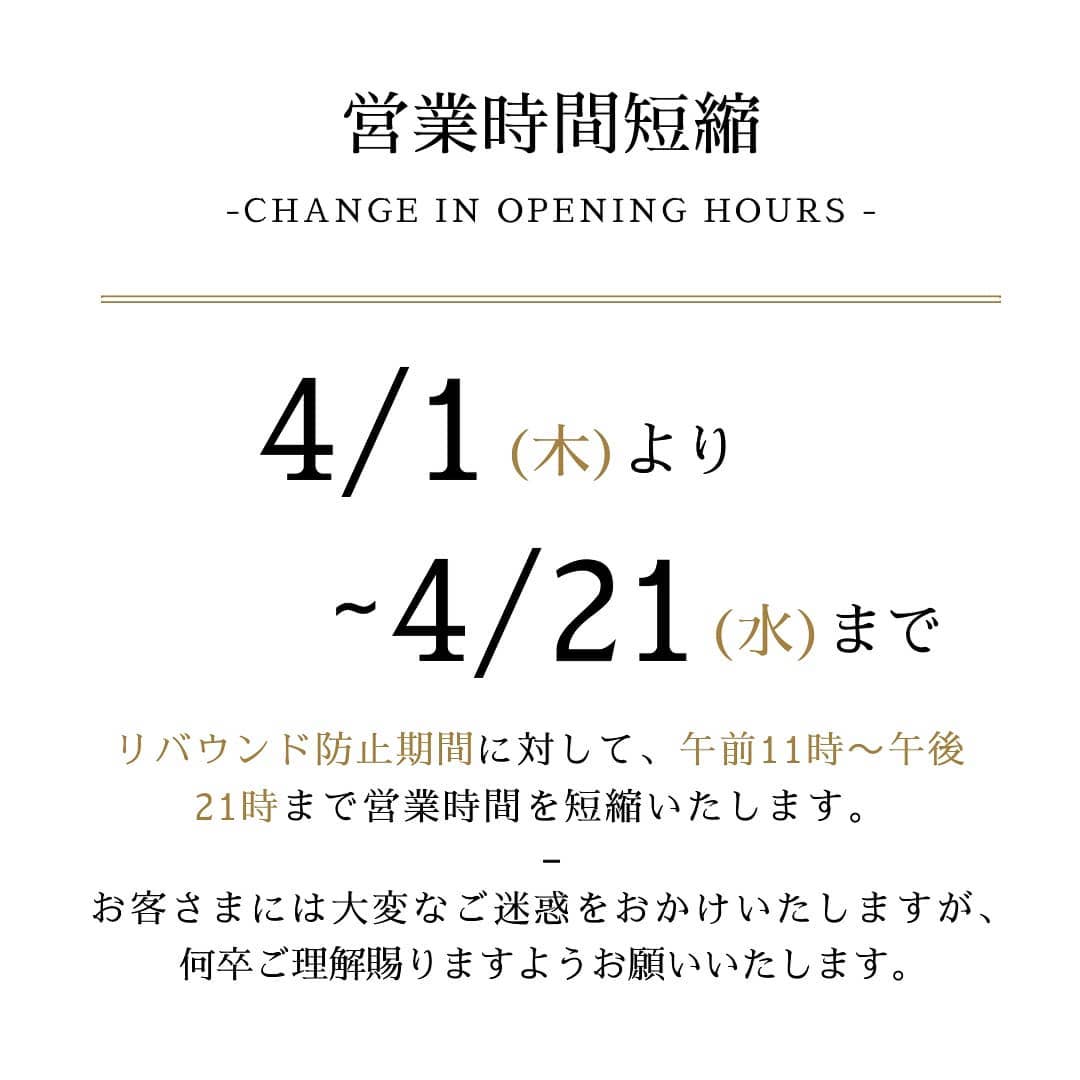 営業時間短縮
-CHANGE IN OPENING HOURS -
4/1 (木) より
~4/21 (水) まで
リバウンド防止期間に対して、午前11時～午後
21時まで営業時間を短縮いたします。
–
お客さまには大変なご迷惑をおかけいたしますが、
何卒ご理解賜りますようお願いいたします。